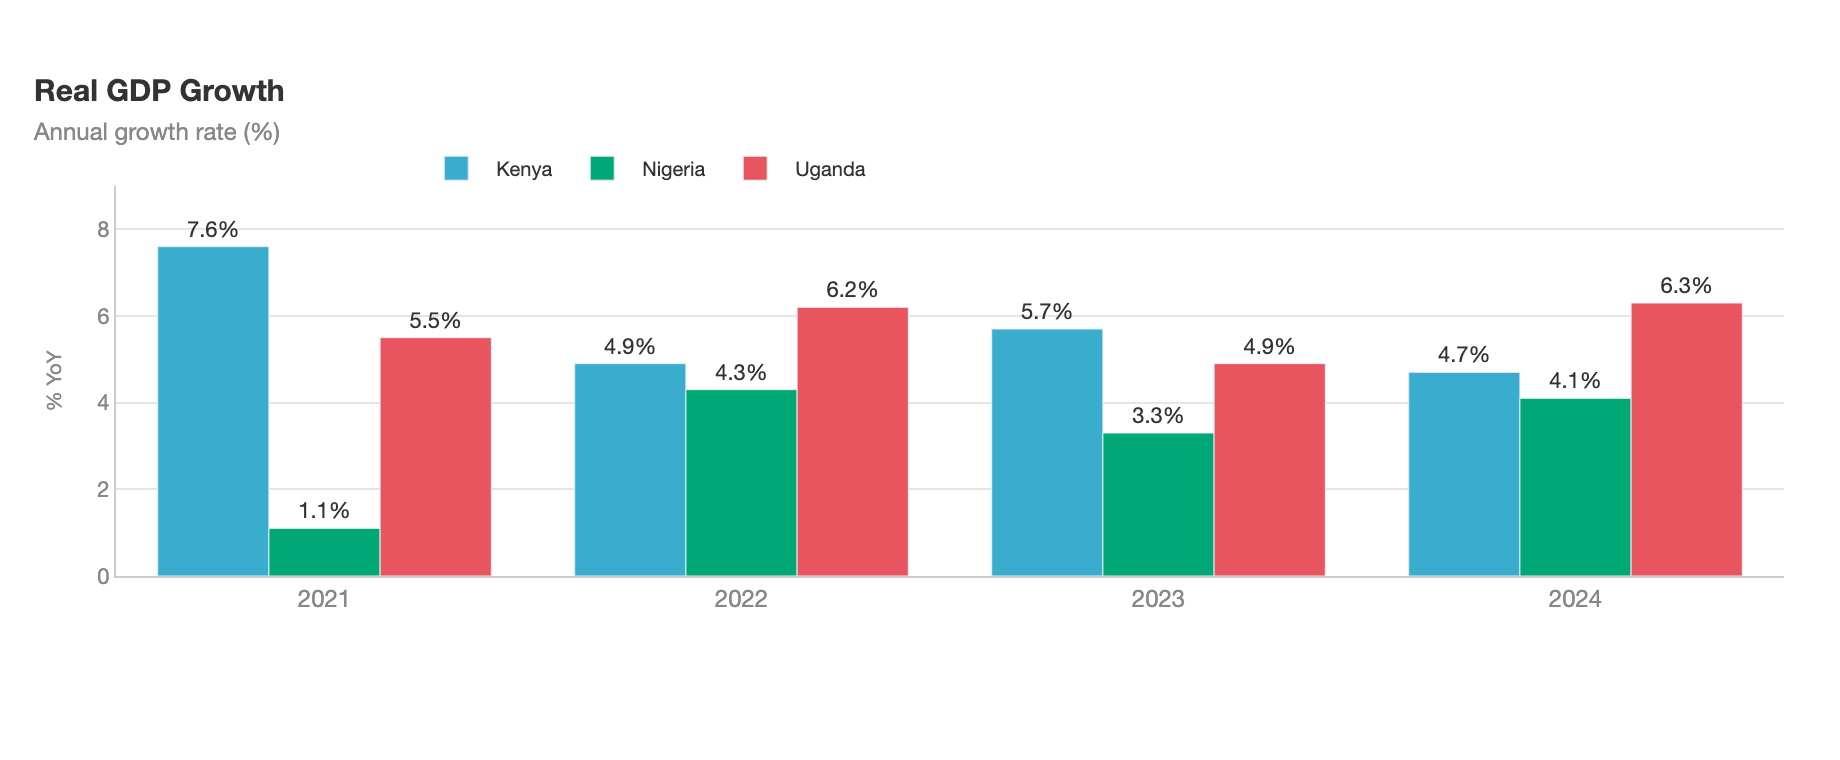 Real GDP Growth
Annual growth rate (%)
Kenya Nigeria Uganda
% YoY
8
6
4
2
0
7.6% 1.1% 5.5%
4.9% 4.3% 6.2%
5.7% 3.3% 4.9%
4.7% 4.1% 6.3%
2021 2022 2023 2024